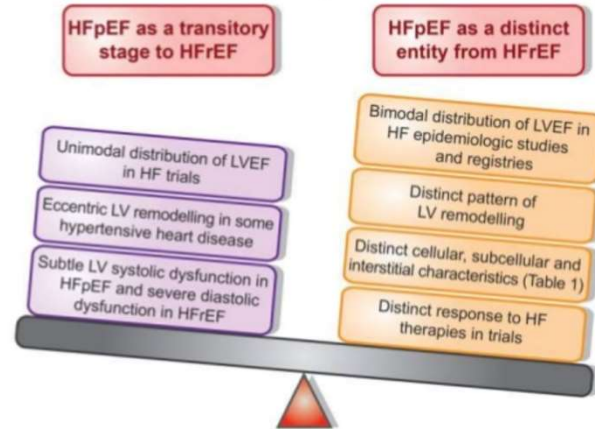 HFpEF as a transitory
stage to HFrEF
HFpEF as a distinct
entity from HFrEF
Unimodal distribution of LVEF
in HF trials
Eccentric LV remodelling in some
hypertensive heart disease
Subtle LV systolic dysfunction in
HFpEF and severe diastolic
dysfunction in HFrEF
Bimodal distribution of LVEF in
HF epidemiologic studies
and registries
Distinct pattern of
LV remodelling
Distinct cellular, subcellular and
interstitial characteristics (Table 1)
Distinct response to HF
therapies in trials